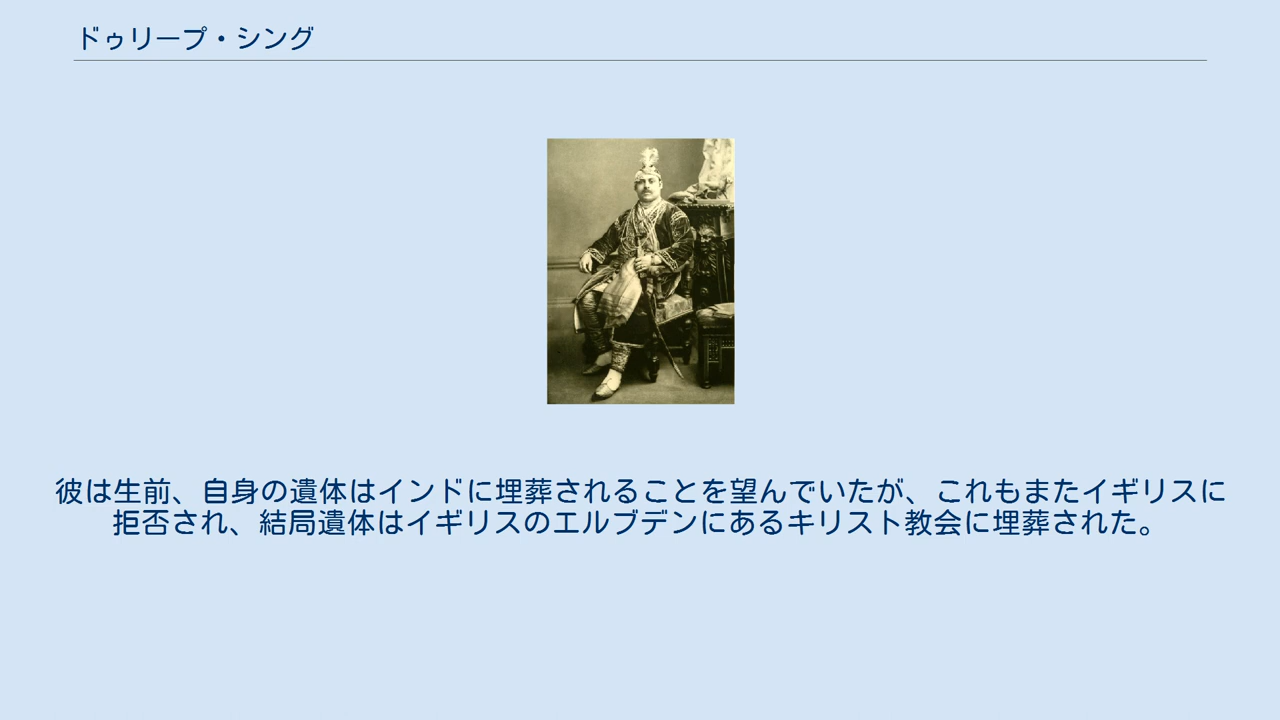 ドゥリープ・シング
彼は生前、自身の遺体はインドに埋葬されることを望んでいたが、これもまたイギリスに
拒否され、結局遺体はイギリスのエルブデンにあるキリスト教会に埋葬された。